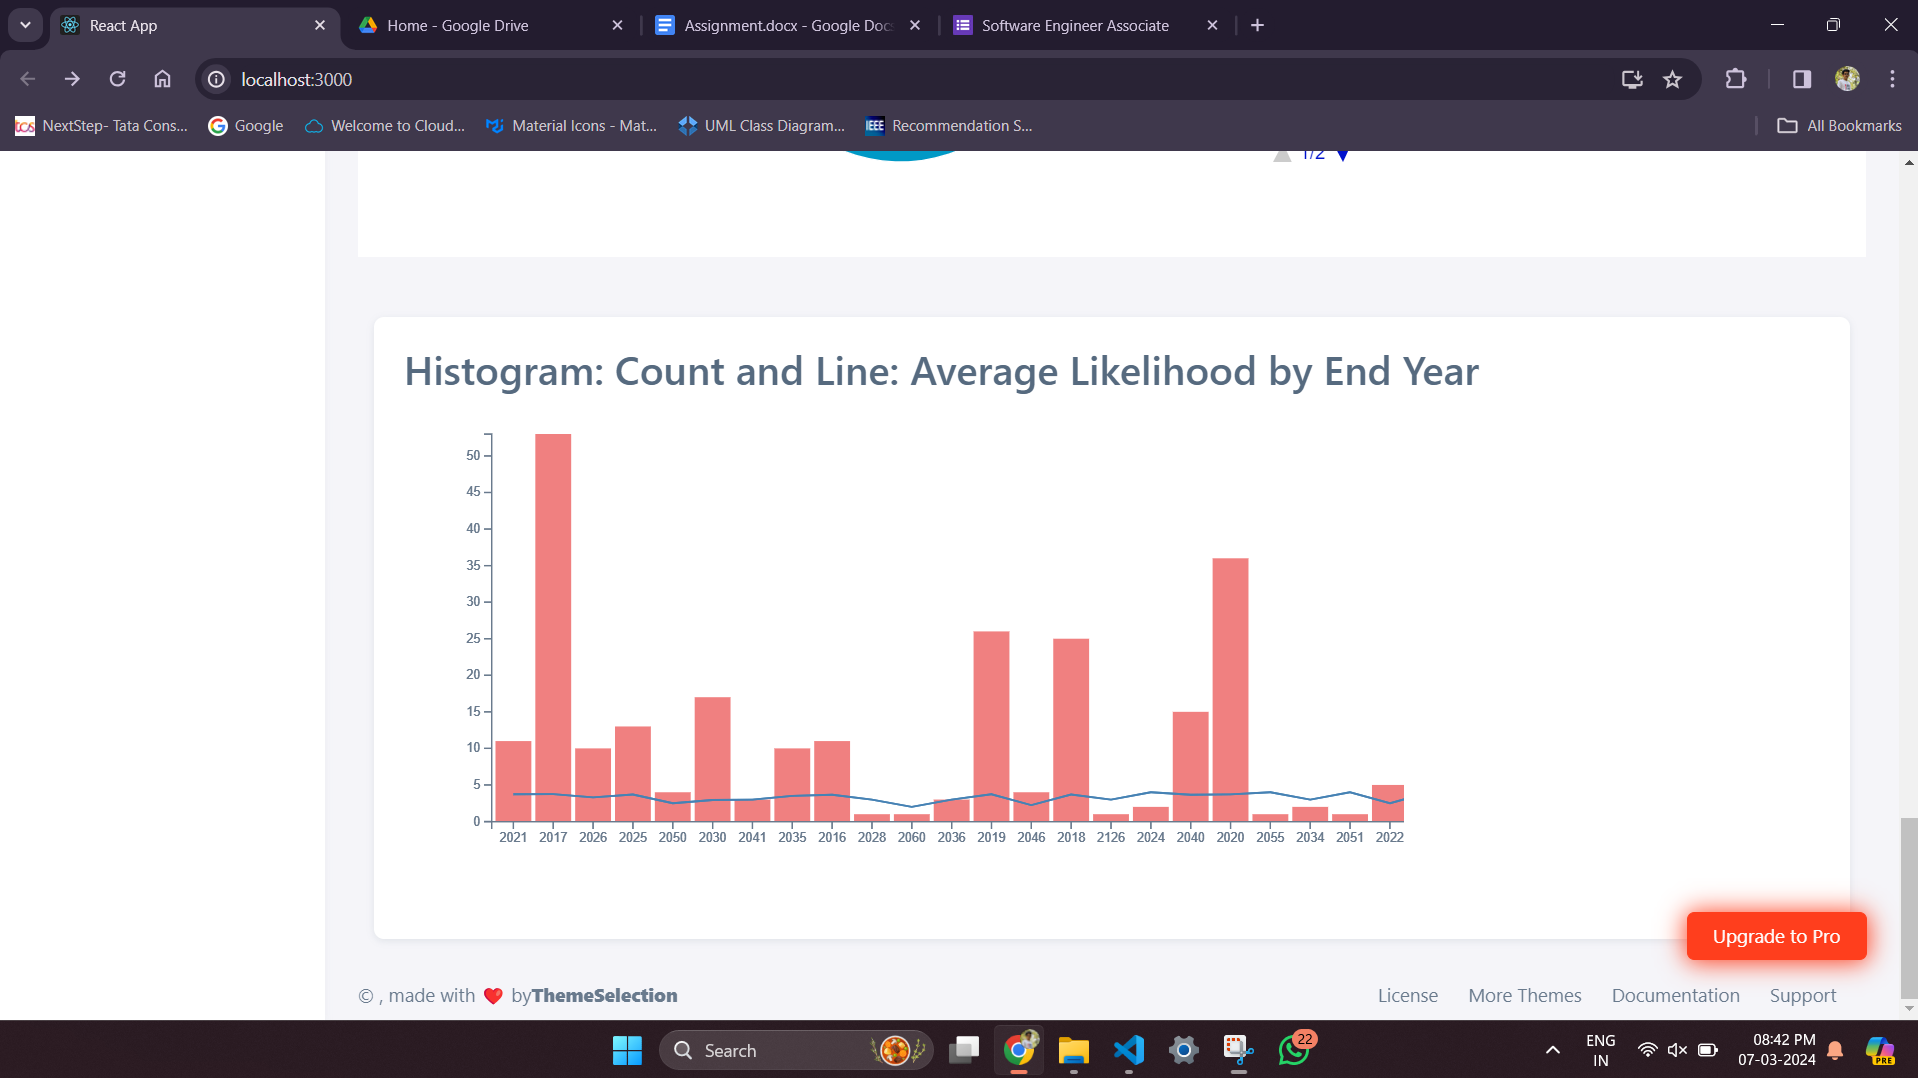 React App
Home - Google Drive
Assignment.docx - Google Doc
Software Engineer Associate
localhost:3000
tcs NextStep- Tata Cons...
Google
Welcome to Cloud...
Material Icons - Mat...
UML Class Diagram...
IEEE Recommendation S...
All Bookmarks
1/2
Histogram: Count and Line: Average Likelihood by End Year
50
45
40
35
30
25
20
15
10
5
0
2021 2017 2026 2025 2050 2030 2041 2035 2016 2028 2060 2036 2019 2046 2018 2126 2024 2040 2020 2055 2034 2051 2022
Upgrade to Pro
© , made with ❤️ byThemeSelection
License More Themes Documentation Support
Search
22
ENG
IN
08:42 PM
07-03-2024
PRE